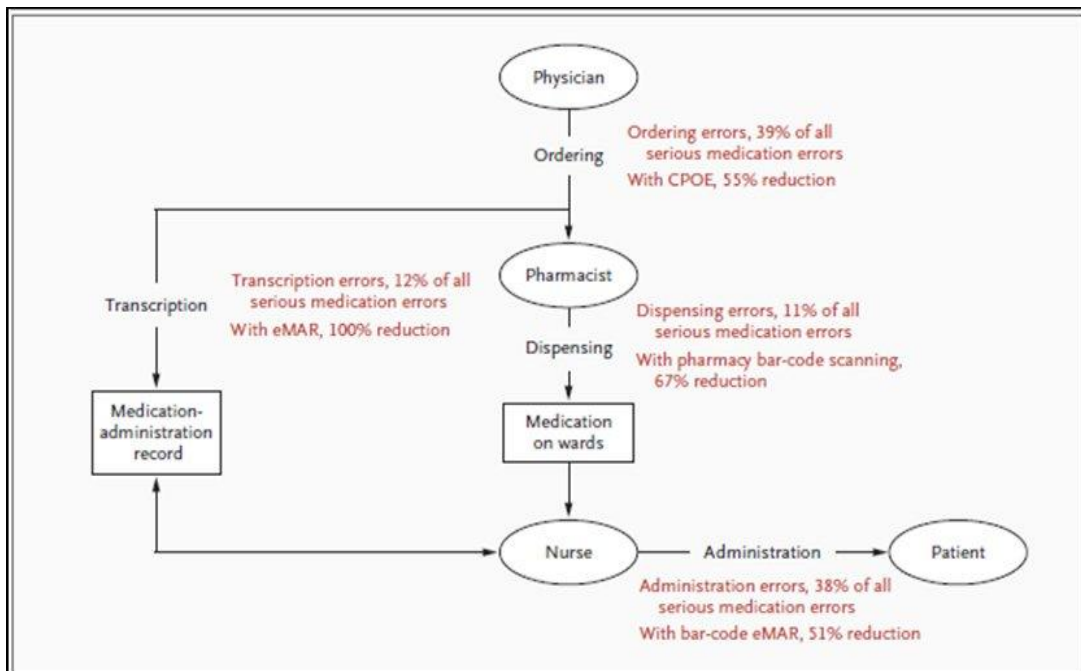 Physician
Ordering
Ordering errors, 39% of all
serious medication errors
With CPOE, 55% reduction
Transcription
Transcription errors, 12% of all
serious medication errors
With eMAR, 100% reduction
Pharmacist
Dispensing
Dispensing errors, 11% of all
serious medication errors
With pharmacy bar-code scanning,
67% reduction
Medication-
administration
record
Medication
on wards
Nurse
Administration
Patient
Administration errors, 38% of all
serious medication errors
With bar-code eMAR, 51% reduction